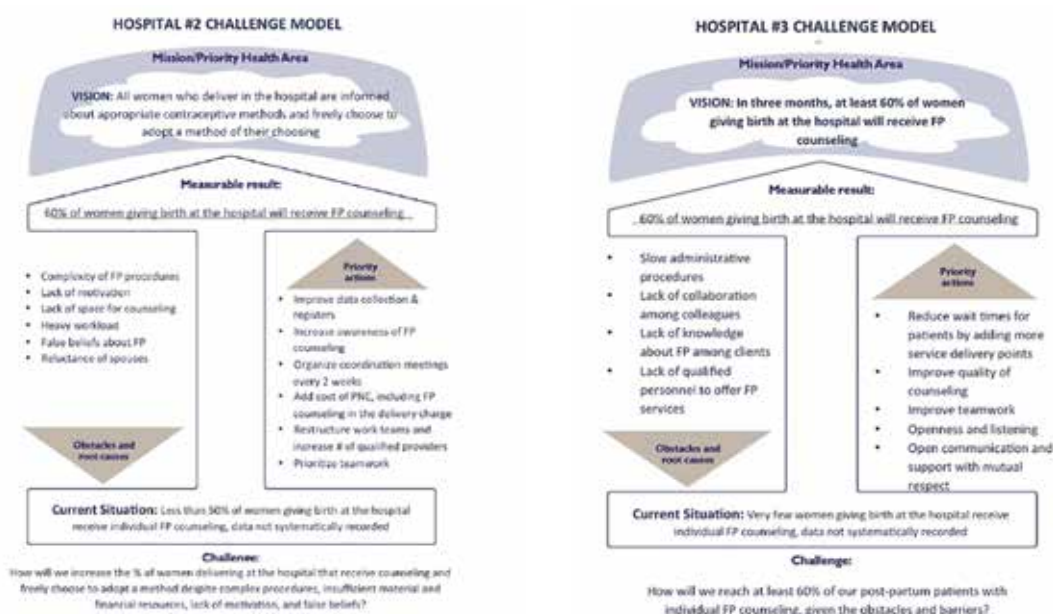 HOSPITAL #2 CHALLENGE MODEL
Mission/Priority Health Area
VISION: All women who deliver in the hospital are informed
about appropriate contraceptive methods and freely choose to
adopt a method of their choosing
Measurable result:
60% of women giving birth at the hospital will receive FP counseling
• Complexity of FP procedures
• Lack of motivation
• Lack of space for counseling
• Heavy workload
• False beliefs about FP
• Reluctance of spouses
Obstacles and
root causes
Priority
actions
• Improve data collection &
registers
• Increase awareness of FP
counseling
• Organize coordination meetings
every 2 weeks
• Add cost of PNC, including FP
counseling in the delivery charge
• Restructure work teams and
increase # of qualified providers
• Prioritize teamwork
Current Situation: Less than 50% of women giving birth at the hospital
receive individual FP counseling, data not systematically recorded
Challenge:
How will we increase the % of women delivering at the hospital that receive counseling and
freely choose to adopt a method despite complex procedures, insufficient material and
financial resources, lack of motivation, and false beliefs?
HOSPITAL #3 CHALLENGE MODEL
Mission/Priority Health Area
VISION: In three months, at least 60% of women
giving birth at the hospital will receive FP
counseling
Measurable result:
60% of women giving birth at the hospital will receive FP counseling
• Slow administrative
procedures
• Lack of collaboration
among colleagues
• Lack of knowledge
about FP among clients
• Lack of qualified
personnel to offer FP
services
Obstacles and
root causes
Priority
actions
• Reduce wait times for
patients by adding more
service delivery points
• Improve quality of
counseling
• Improve teamwork
• Openness and listening
• Open communication and
support with mutual
respect
Current Situation: Very few women giving birth at the hospital receive
individual FP counseling, data not systematically recorded
Challenge:
How will we reach at least 60% of our post-partum patients with
individual FP counseling, given the obstacles and barriers?